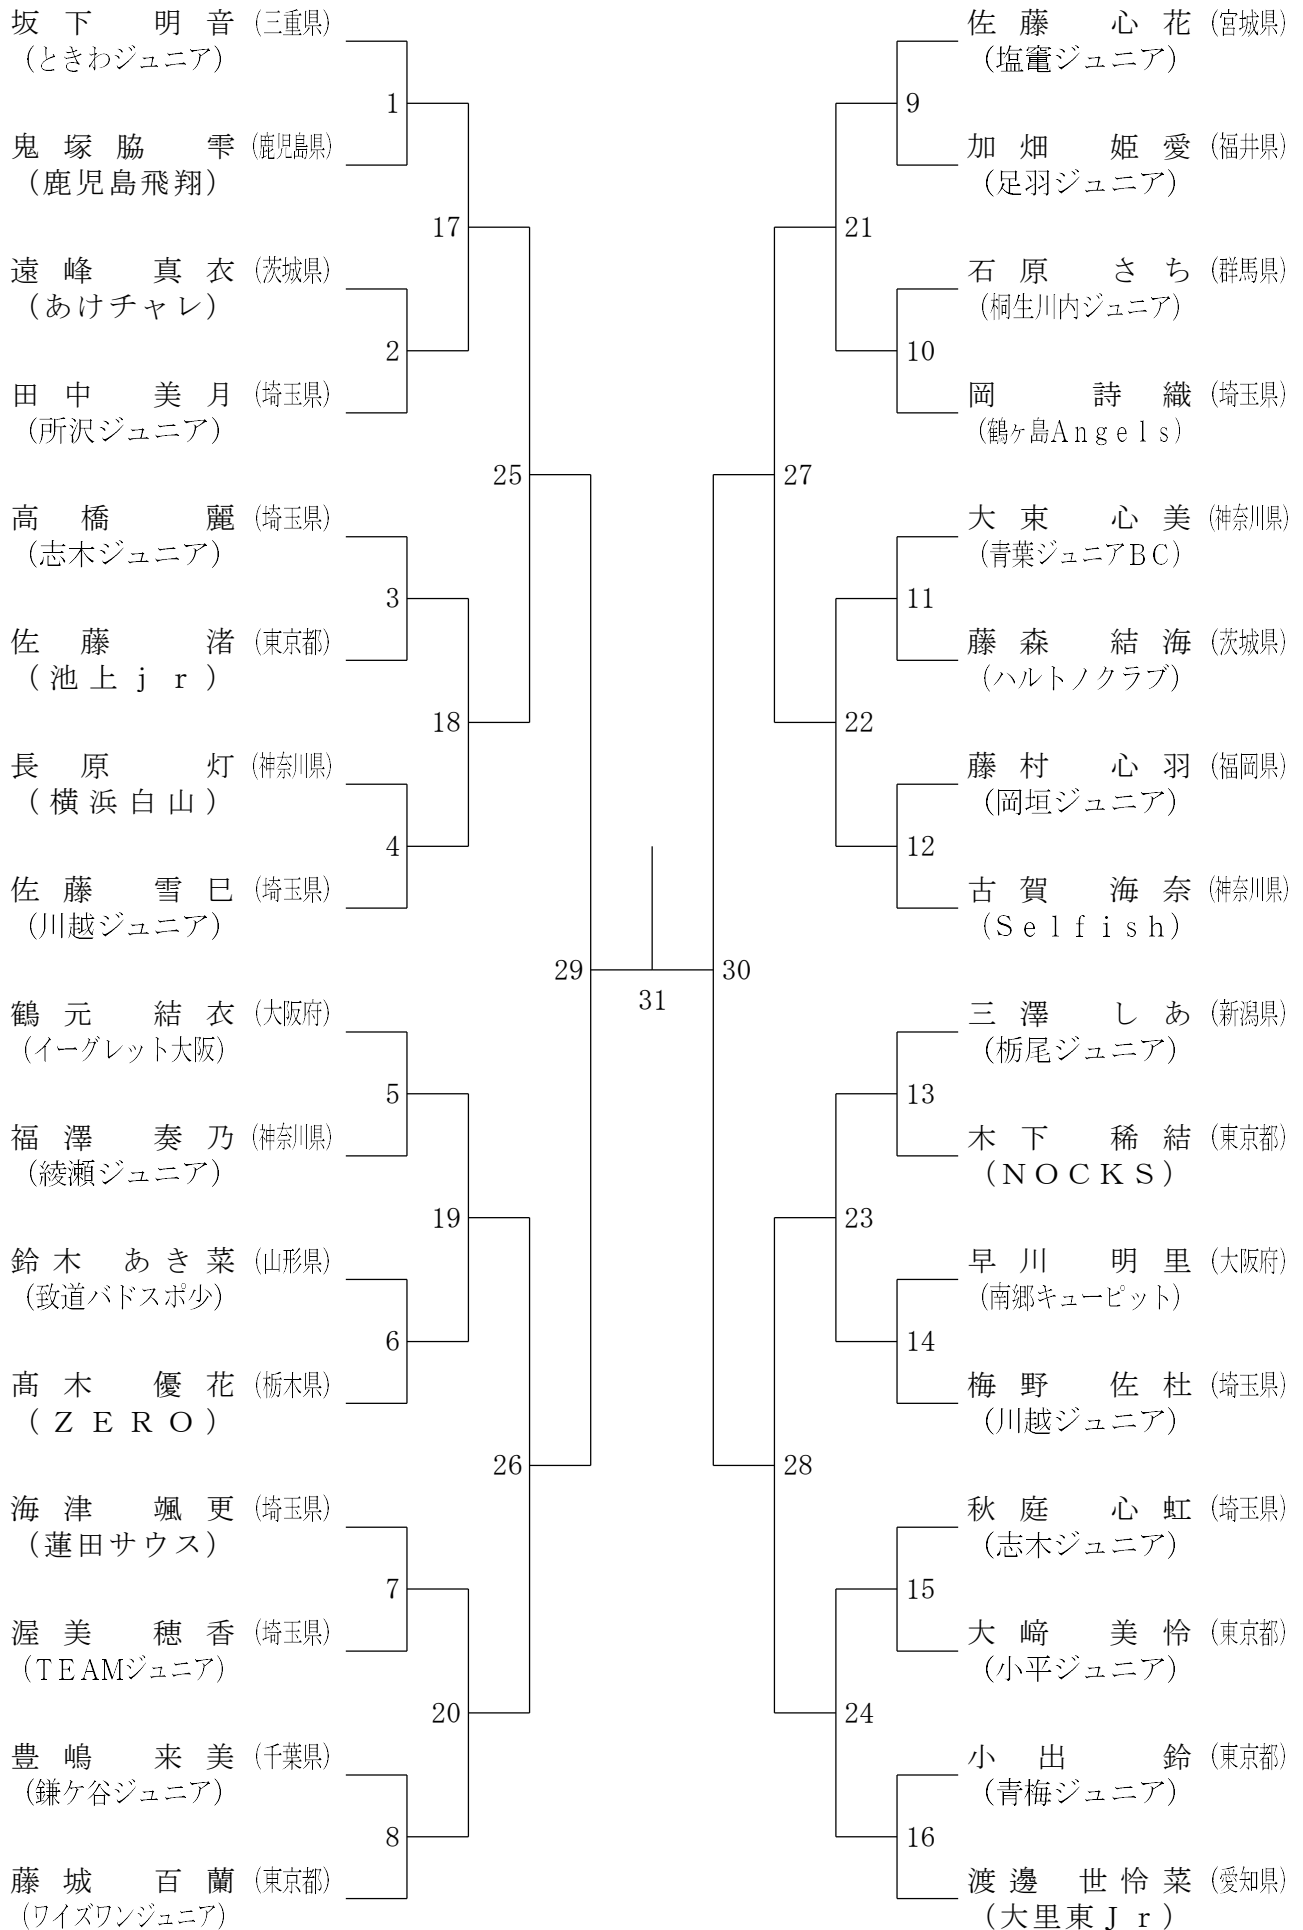 坂下 明音 (三重県)
(ときわジュニア)
1
鬼塚脇 雫 (鹿児島県)
(鹿児島飛翔)
17
遠峰 真衣 (茨城県)
(あけチャレ)
2
田中 美月 (埼玉県)
(所沢ジュニア)
25
高橋 麗 (埼玉県)
(志木ジュニア)
3
佐藤 渚 (東京都)
(池上jr)
18
長原 灯 (神奈川県)
(横浜白山)
4
佐藤 雪巳 (埼玉県)
(川越ジュニア)
29
鶴元 結衣 (大阪府)
(イーグレット大阪)
5
福澤 奏乃 (神奈川県)
(綾瀬ジュニア)
19
鈴木 あき菜 (山形県)
(致道バドスポ少)
6
髙木 優花 (栃木県)
(ZERO)
26
海津 颯更 (埼玉県)
(蓮田サウス)
7
渥美 穂香 (埼玉県)
(TEAMジュニア)
20
豊嶋 来美 (千葉県)
(鎌ケ谷ジュニア)
8
藤城 百蘭 (東京都)
(ワイズワンジュニア)
31
佐藤 心花 (宮城県)
(塩竈ジュニア)
9
加畑 姫愛 (福井県)
(足羽ジュニア)
21
石原 さち (群馬県)
(桐生川内ジュニア)
10
岡 詩織 (埼玉県)
(鶴ヶ島Angels)
27
大東 心美 (神奈川県)
(青葉ジュニアBC)
11
藤森 結海 (茨城県)
(ハルトノクラブ)
22
藤村 心羽 (福岡県)
(岡垣ジュニア)
12
古賀 海奈 (神奈川県)
(Selfish)
30
三澤 しあ (新潟県)
(栃尾ジュニア)
13
木下 稀結 (東京都)
(NOCKS)
23
早川 明里 (大阪府)
(南郷キューピット)
14
梅野 佐杜 (埼玉県)
(川越ジュニア)
28
秋庭 心虹 (埼玉県)
(志木ジュニア)
15
大﨑 美怜 (東京都)
(小平ジュニア)
24
小出 鈴 (東京都)
(青梅ジュニア)
16
渡邊 世怜菜 (愛知県)
(大里東Jr)